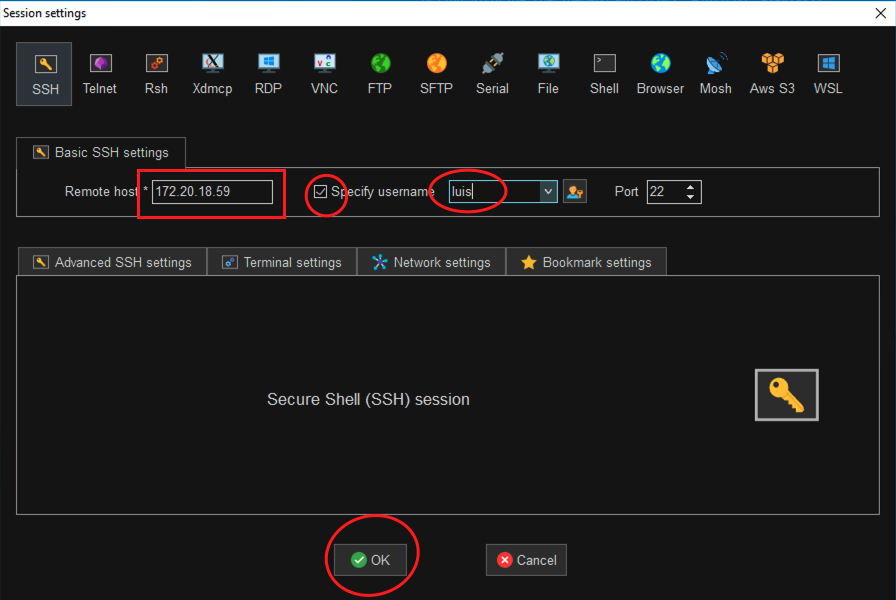 Session settings
SSH Telnet Rsh Xdmcp RDP VNC FTP SFTP Serial File Shell Browser Mosh Aws S3 WSL
Basic SSH settings
Remote host * 172.20.18.59 Specify username luis Port 22
Advanced SSH settings Terminal settings Network settings Bookmark settings
Secure Shell (SSH) session
OK Cancel